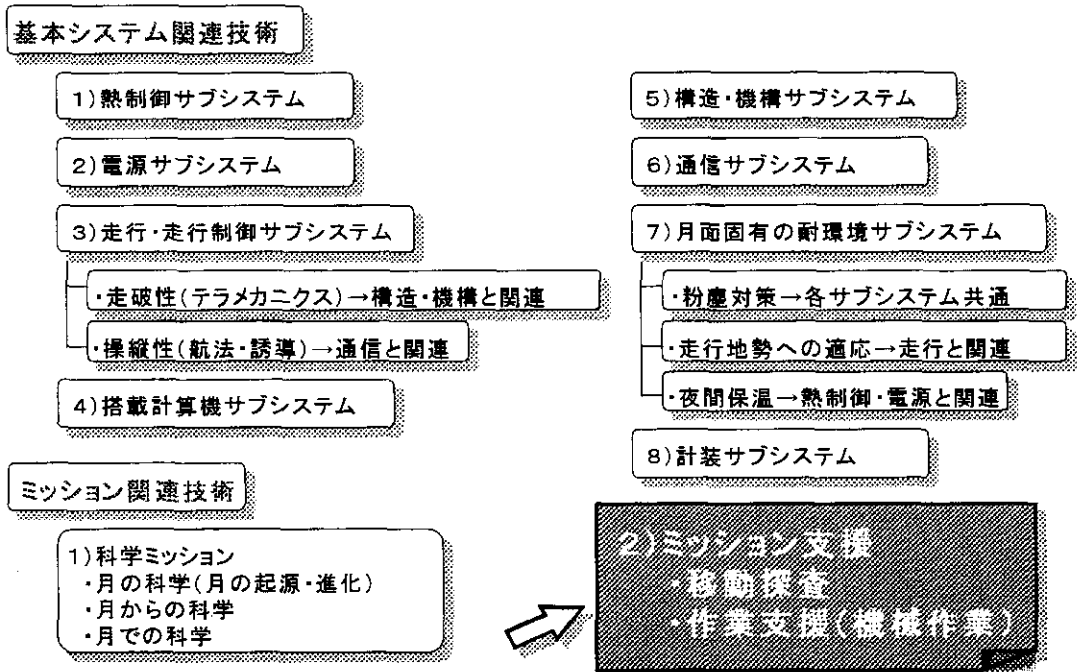 基本システム関連技術
1)熱制御サブシステム
2)電源サブシステム
3)走行・走行制御サブシステム
・走破性(テラメカニクス)→構造・機構と関連
・操縦性(航法・誘導)→通信と関連
4)搭載計算機サブシステム
5)構造・機構サブシステム
6)通信サブシステム
7)月面固有の耐環境サブシステム
・粉塵対策→各サブシステム共通
・走行地勢への適応→走行と関連
・夜間保温→熱制御・電源と関連
8)計装サブシステム
ミッション関連技術
1)科学ミッション
・月の科学(月の起源・進化)
・月からの科学
・月での科学
2)ミッション支援
・移動探査
・作業支援(機械作業)